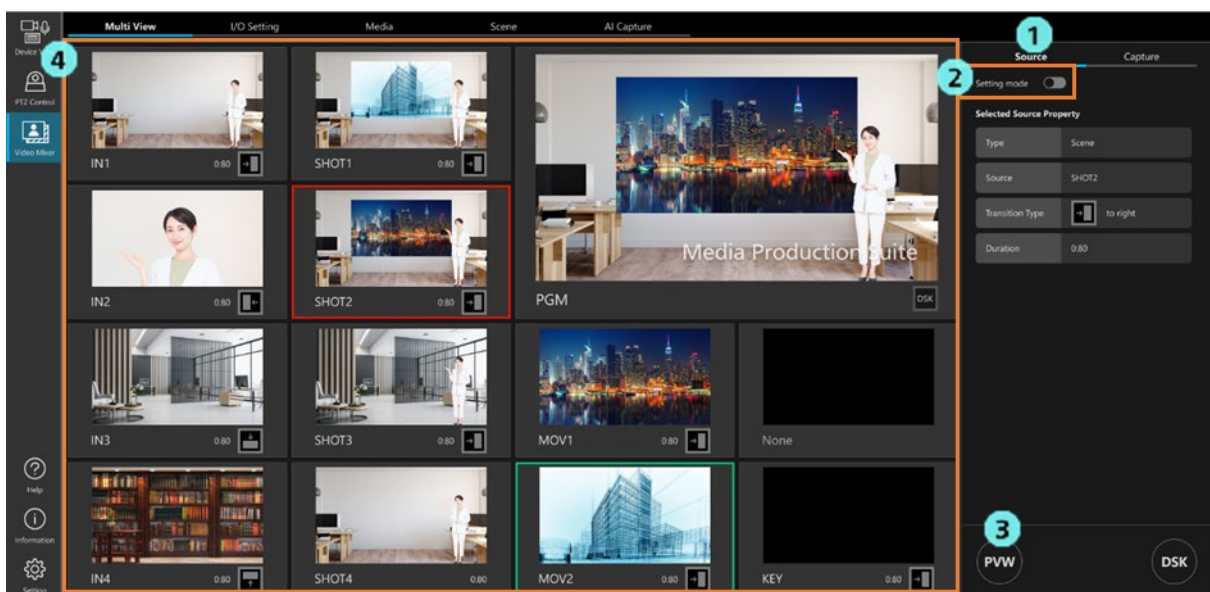 Multi View
I/O Setting
Media
Scene
AI Capture
1
Source
Capture
4
2
Setting mode
PTZ Control
Video Mixer
Help
Information
Setting
IN1 0:80
SHOT1 0:80
IN2 0:80
SHOT2 0:80
Media Production Suite
PGM
DSK
IN3 0:80
SHOT3 0:80
MOV1 0:80
None
IN4 0:80
SHOT4 0:80
MOV2 0:80
KEY 0:80
Selected Source Property
Type Scene
Source SHOT2
Transition Type to right
Duration 0:80
3
PVW
DSK